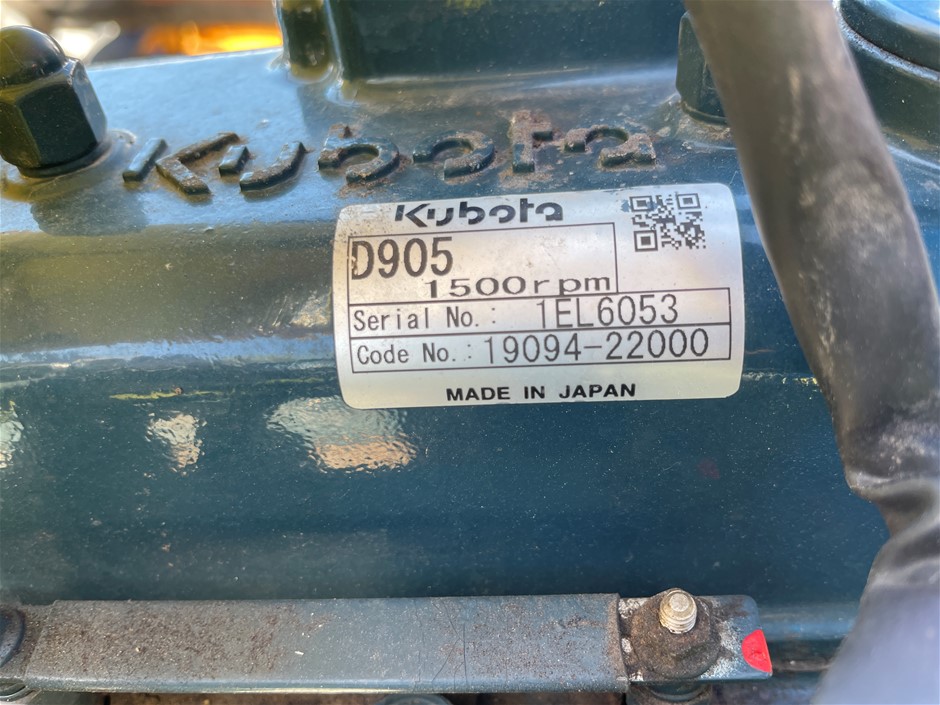 Kubota
Kubota
D905
1500rpm
Serial No.: 1EL6053
Code No.: 19094-22000
MADE IN JAPAN